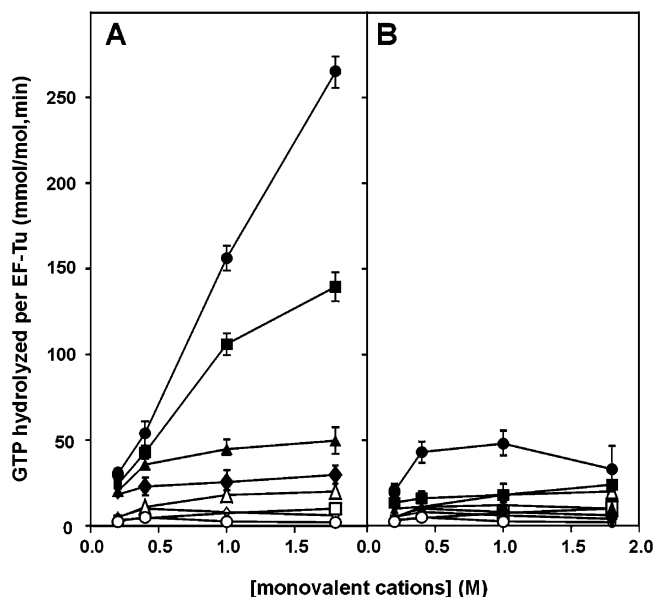 A B
250
200
150
100
50
0
GTP hydrolyzed per EF-Tu (mmol/mol,min)
0.0 0.5 1.0 1.5 0.0 0.5 1.0 1.5 2.0
[monovalent cations] (M)